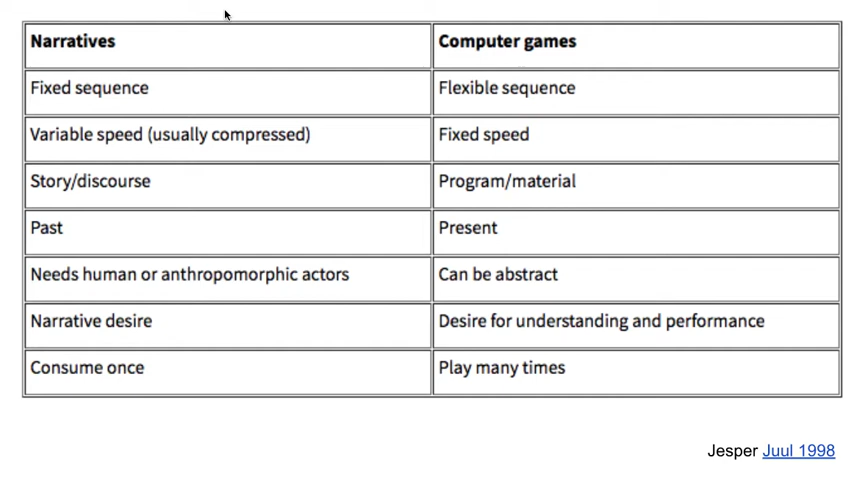 Narratives Computer games
Fixed sequence Flexible sequence
Variable speed (usually compressed) Fixed speed
Story/discourse Program/material
Past Present
Needs human or anthropomorphic actors Can be abstract
Narrative desire Desire for understanding and performance
Consume once Play many times
Jesper Juul 1998